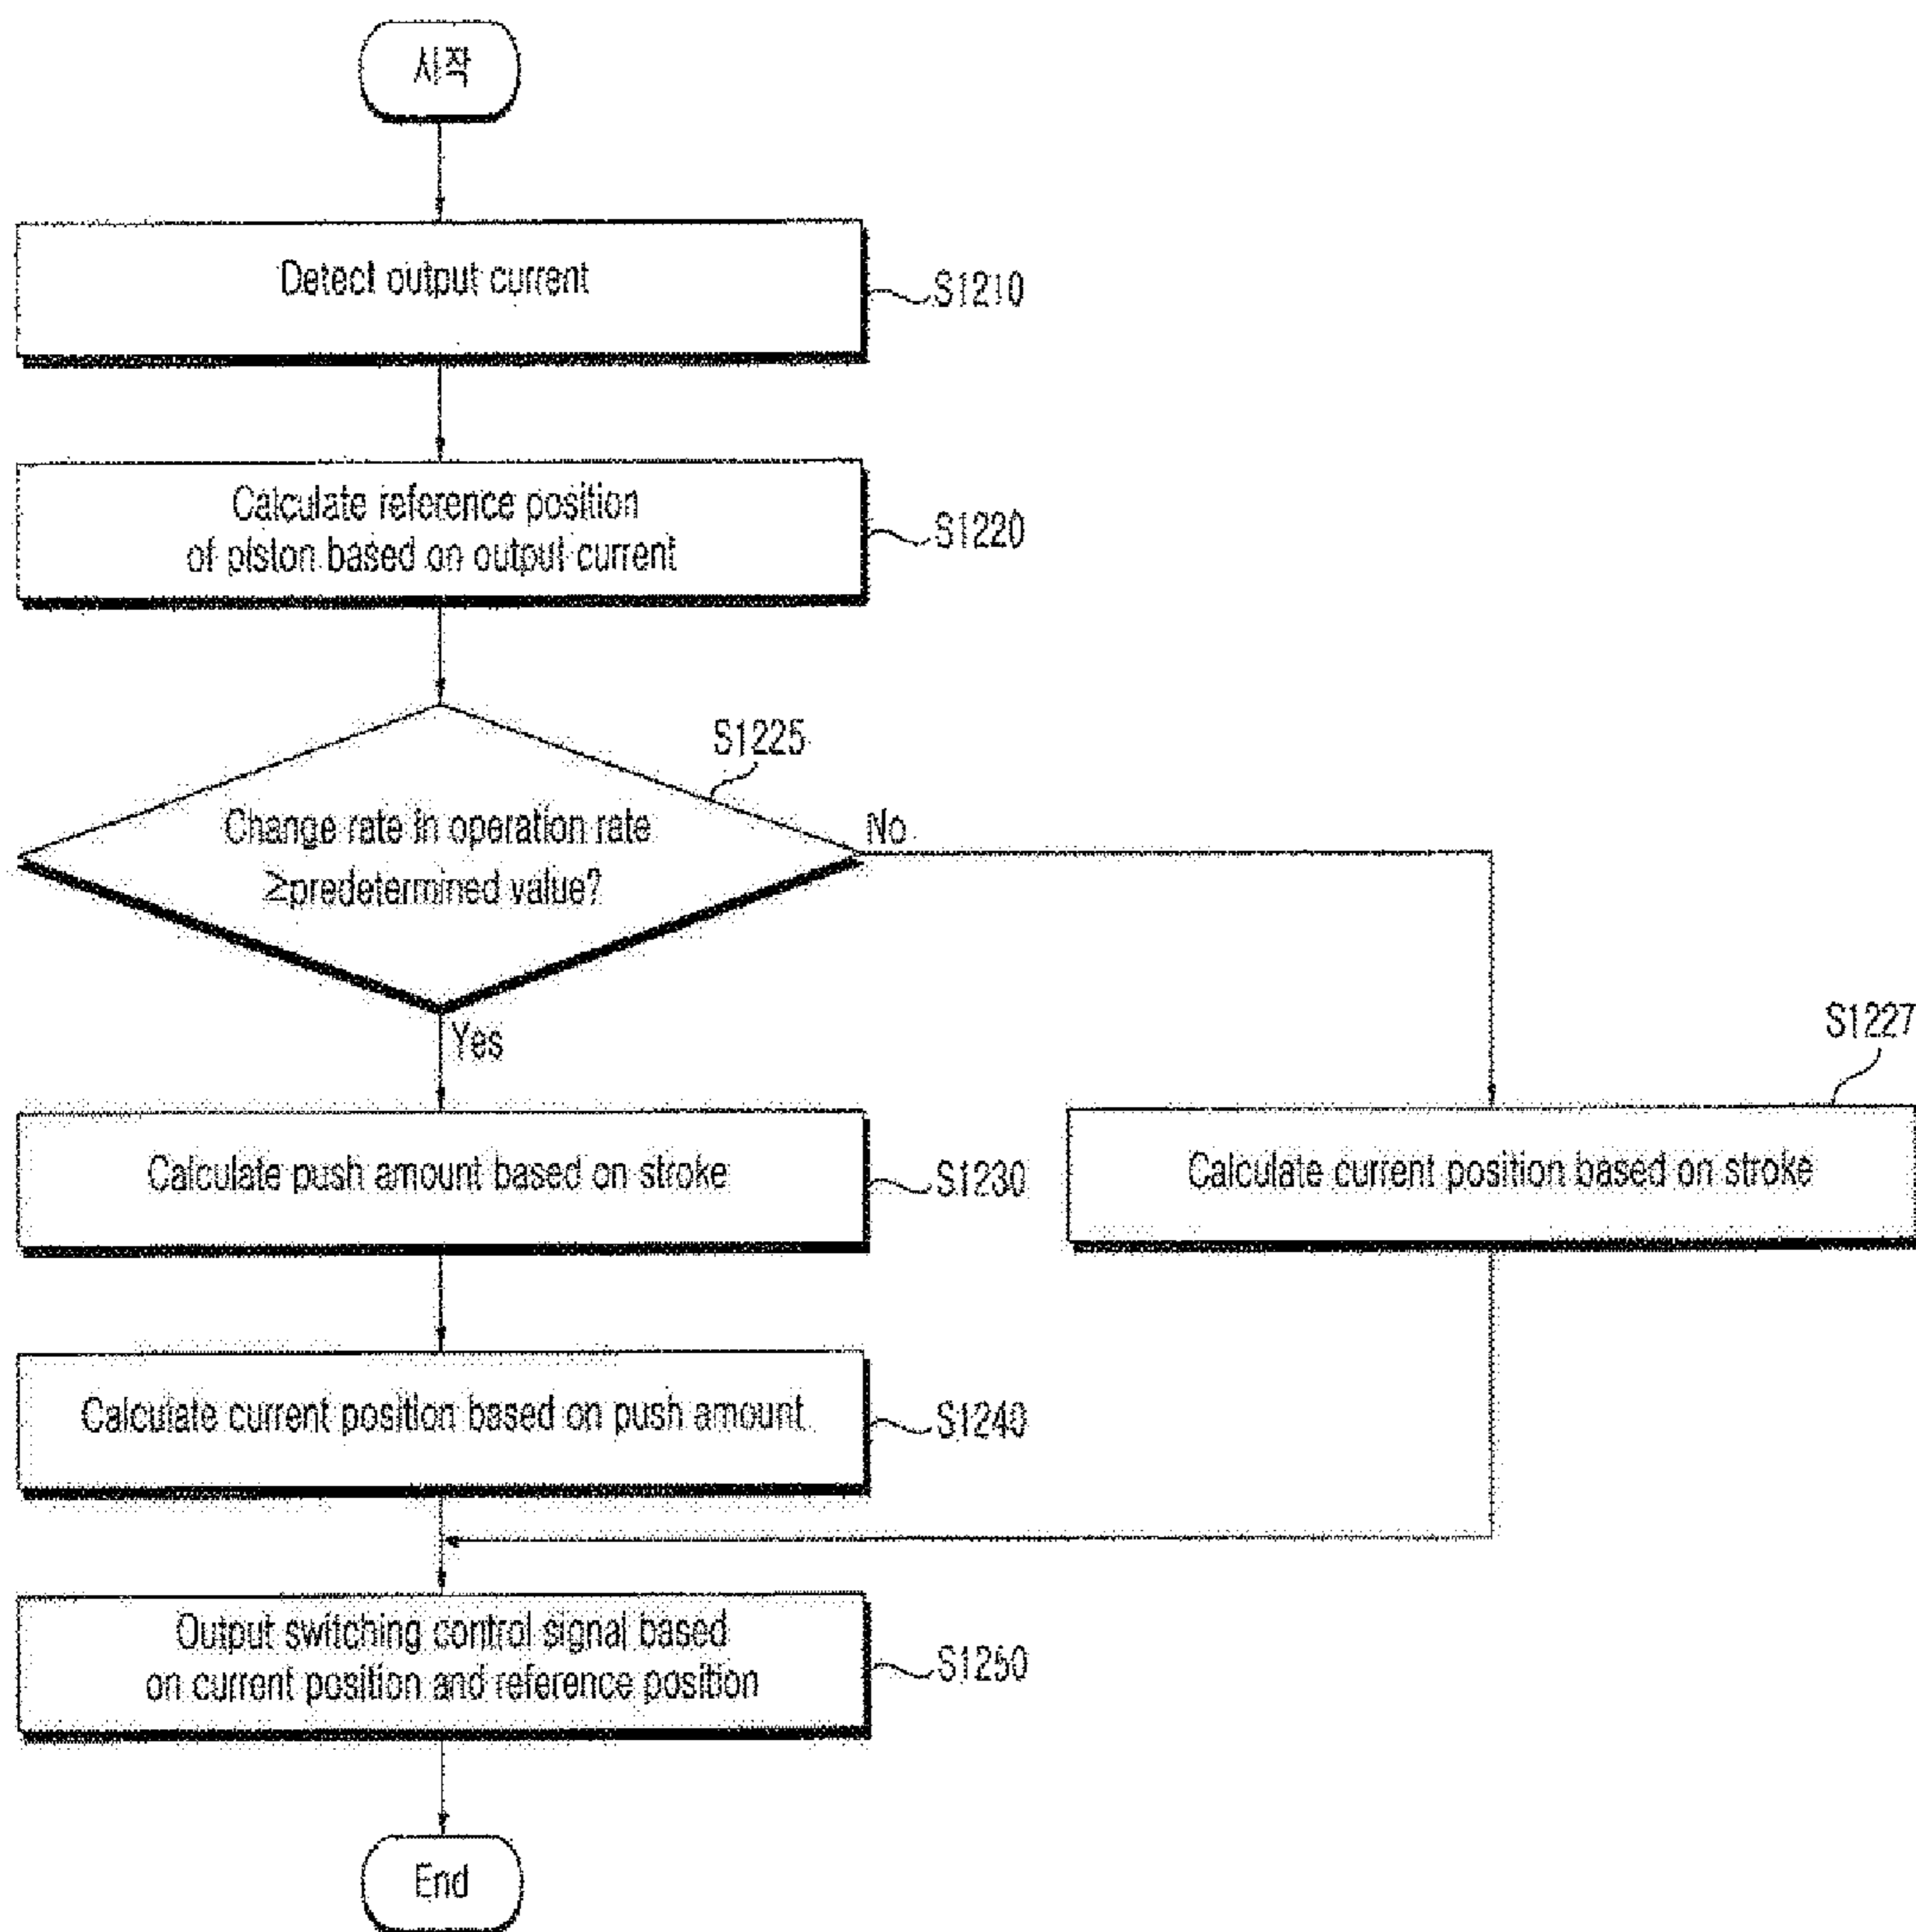 시작
Detect output current
S1210
Calculate reference position
of piston based on output current
S1220
S1225
Change rate in operation rate
≥predetermined value?
No
Yes
S1227
Calculate push amount based on stroke
S1230
Calculate current position based on stroke
Calculate current position based on push amount
S1240
Output switching control signal based
on current position and reference position
S1250
End